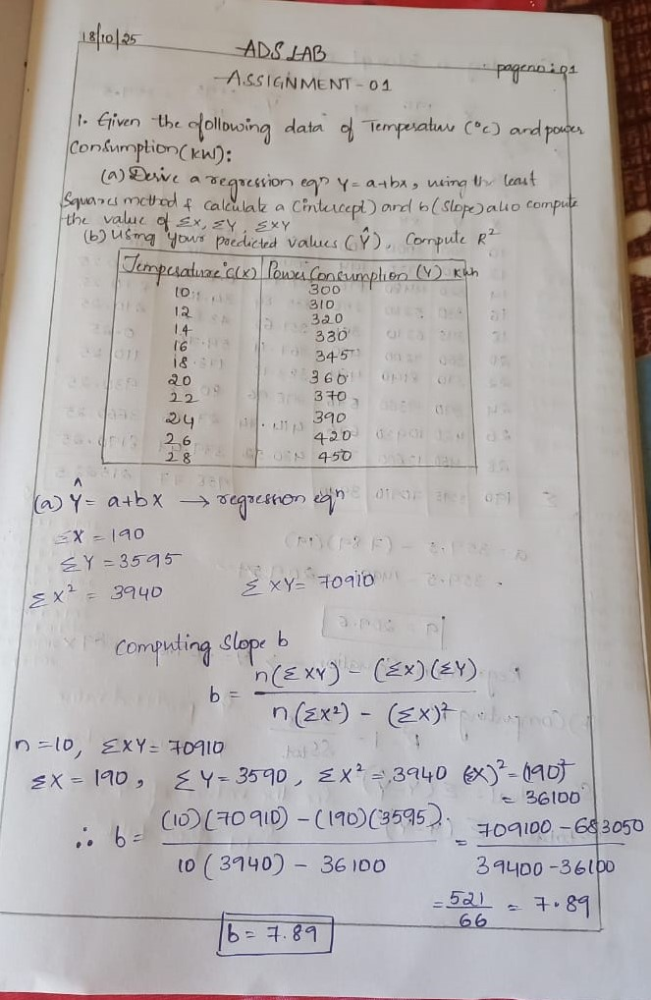 18/10/25
ADS LAB
pageno: 01
ASSIGNMENT-01
1. Given the following data of Temperature (°C) and power
Consumption (KW):
(a) Derive a regression eqn Y = a+bx, using the least
Squares method & calculate a (intercept) and b (Slope) also compute
the value of ΣX, ΣY, ΣXY
(b) Using your predicted values (Ŷ), Compute R²
Temperature°C(X) Power Consumption (Y) KWh
10 300
12 310
14 320
16 330
18 345
20 360
22 370
24 390
26 420
28 450
(a) Ŷ = a+bX → regression eqn
ΣX = 190
ΣY = 3595
ΣX² = 3940 ΣXY = 70910
Computing Slope b
b = n(ΣXY) - (ΣX)(ΣY)
n(ΣX²) - (ΣX)²
n=10, ΣXY = 70910
ΣX = 190, ΣY = 3590, ΣX² = 3940 (ΣX)² = (190)²
= 36100
∴ b = (10)(70910) - (190)(3595) = 709100 - 683050
10(3940) - 36100 39400 - 36100
= 521 = 7.89
66
b = 7.89